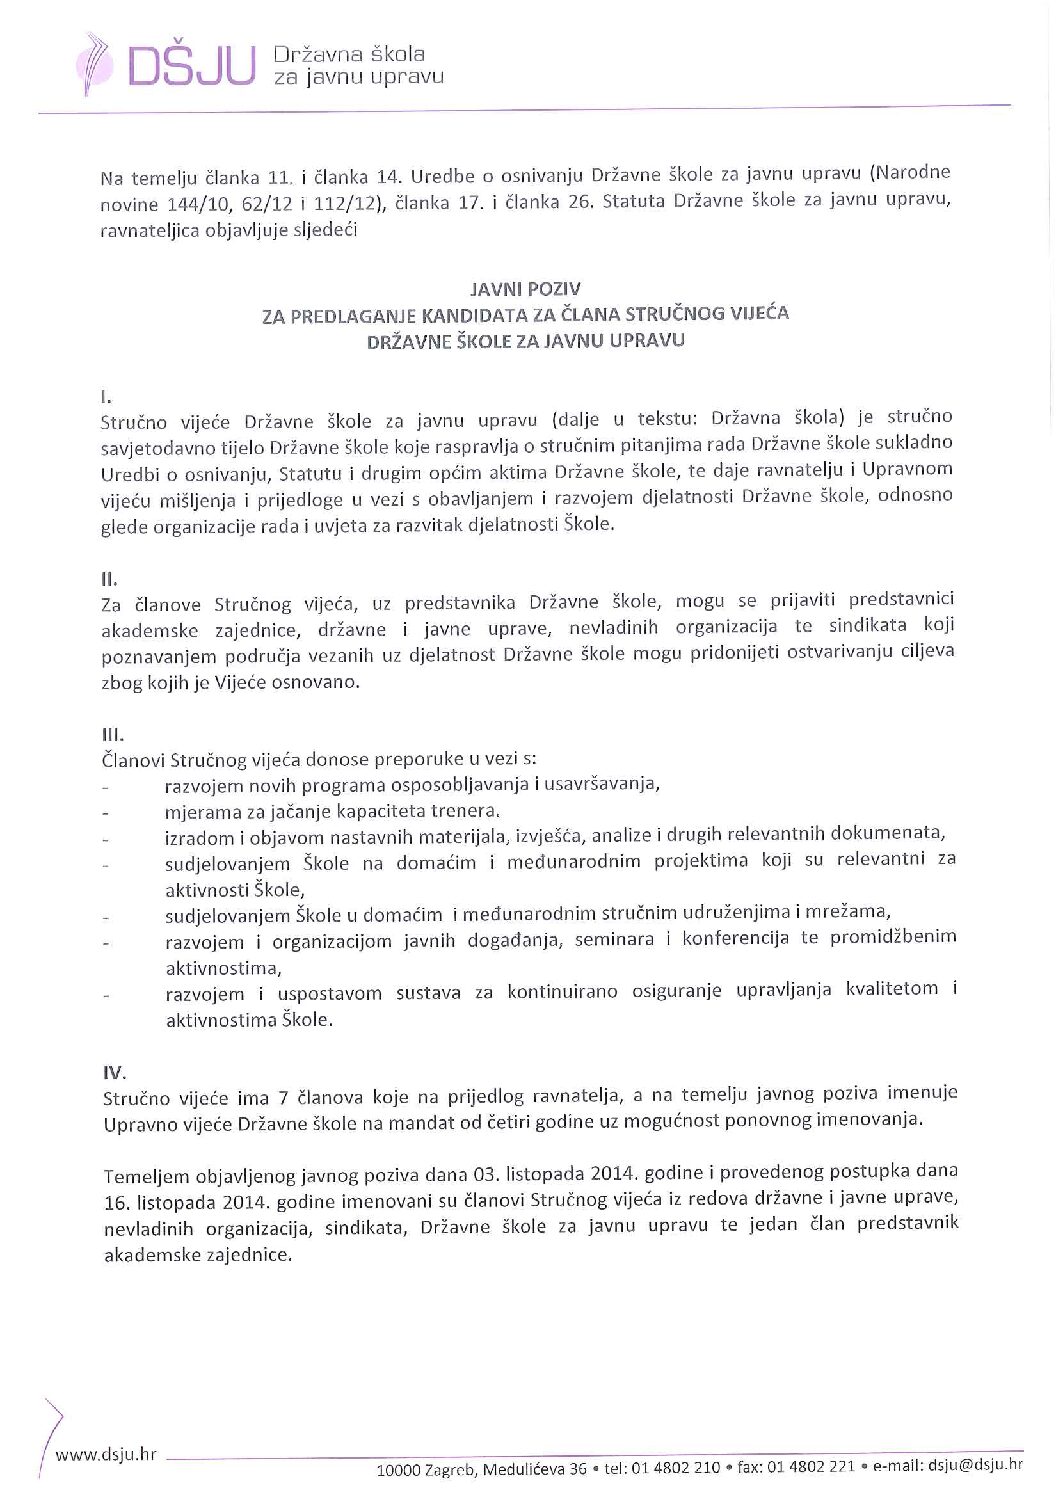 DŠJU Državna škola
za javnu upravu
Na temelju članka 11. i članka 14. Uredbe o osnivanju Državne škole za javnu upravu (Narodne
novine 144/10, 62/12 i 112/12), članka 17. i članka 26. Statuta Državne škole za javnu upravu,
ravnateljica objavljuje sljedeći
JAVNI POZIV
ZA PREDLAGANJE KANDIDATA ZA ČLANA STRUČNOG VIJEĆA
DRŽAVNE ŠKOLE ZA JAVNU UPRAVU
I.
Stručno vijeće Državne škole za javnu upravu (dalje u tekstu: Državna škola) je stručno
savjetodavno tijelo Državne škole koje raspravlja o stručnim pitanjima rada Državne škole sukladno
Uredbi o osnivanju, Statutu i drugim općim aktima Državne škole, te daje ravnatelju i Upravnom
vijeću mišljenja i prijedloge u vezi s obavljanjem i razvojem djelatnosti Državne škole, odnosno
glede organizacije rada i uvjeta za razvitak djelatnosti Škole.
II.
Za članove Stručnog vijeća, uz predstavnika Državne škole, mogu se prijaviti predstavnici
akademske zajednice, državne i javne uprave, nevladinih organizacija te sindikata koji
poznavanjem područja vezanih uz djelatnost Državne škole mogu pridonijeti ostvarivanju ciljeva
zbog kojih je Vijeće osnovano.
III.
Članovi Stručnog vijeća donose preporuke u vezi s:
- razvojem novih programa osposobljavanja i usavršavanja,
- mjerama za jačanje kapaciteta trenera.
- izradom i objavom nastavnih materijala, izvješća, analize i drugih relevantnih dokumenata,
- sudjelovanjem Škole na domaćim i međunarodnim projektima koji su relevantni za
aktivnosti Škole,
- sudjelovanjem Škole u domaćim i međunarodnim stručnim udruženjima i mrežama,
- razvojem i organizacijom javnih događanja, seminara i konferencija te promidžbenim
aktivnostima,
- razvojem i uspostavom sustava za kontinuirano osiguranje upravljanja kvalitetom i
aktivnostima Škole.
IV.
Stručno vijeće ima 7 članova koje na prijedlog ravnatelja, a na temelju javnog poziva imenuje
Upravno vijeće Državne škole na mandat od četiri godine uz mogućnost ponovnog imenovanja.
Temeljem objavljenog javnog poziva dana 03. listopada 2014. godine i provedenog postupka dana
16. listopada 2014. godine imenovani su članovi Stručnog vijeća iz redova državne i javne uprave,
nevladinih organizacija, sindikata, Državne škole za javnu upravu te jedan član predstavnik
akademske zajednice.
www.dsju.hr
10000 Zagreb, Medulićeva 36 • tel: 01 4802 210 • fax: 01 4802 221 • e-mail: dsju@dsju.hr